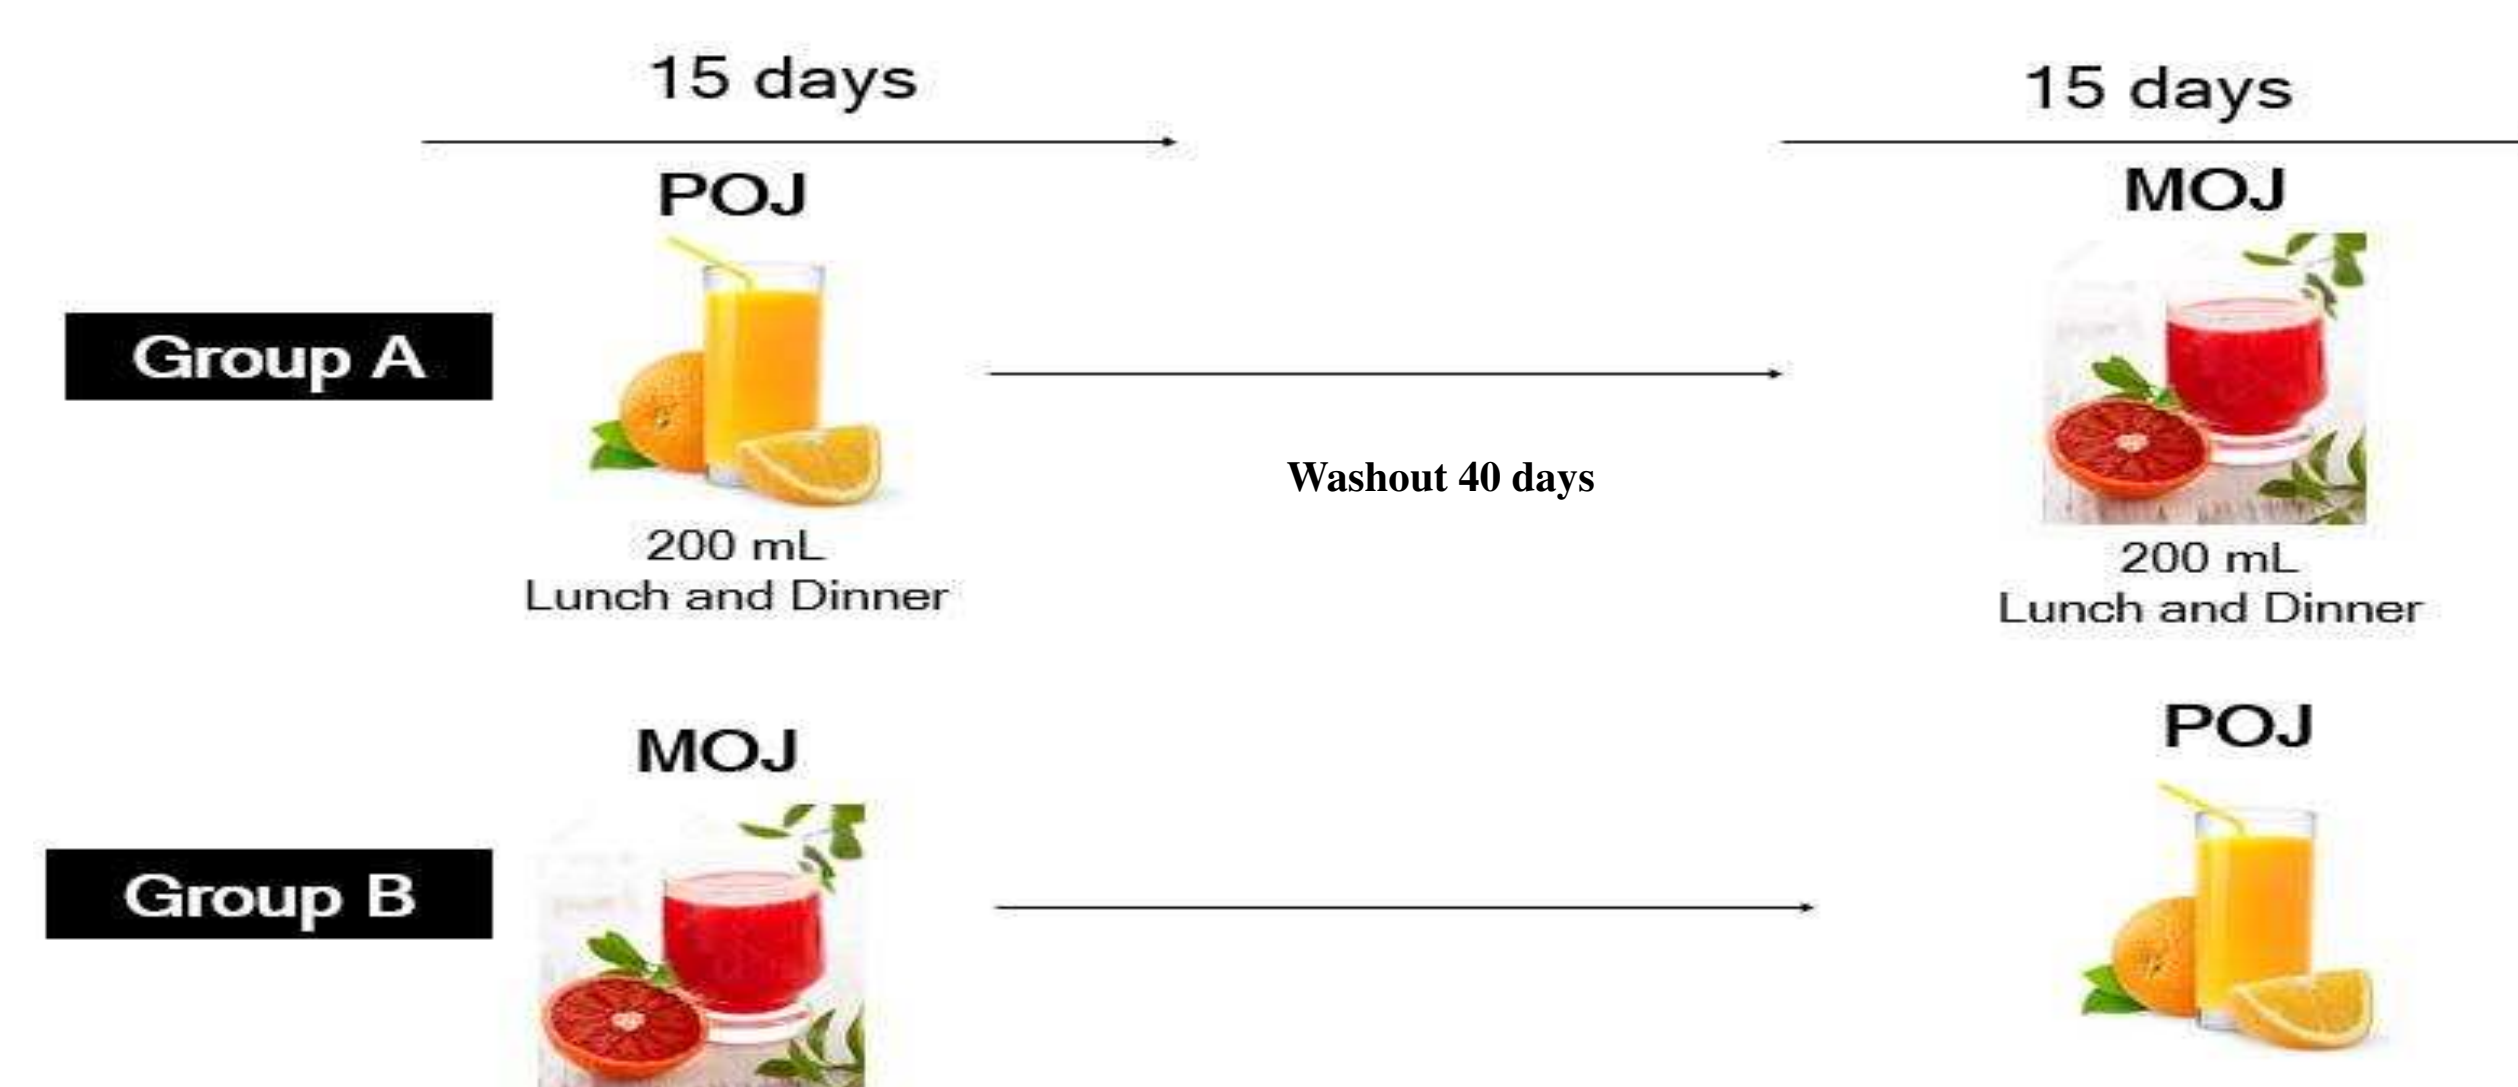 15 days
15 days
POJ
MOJ
Group A
Washout 40 days
200 mL
Lunch and Dinner
200 mL
Lunch and Dinner
MOJ
POJ
Group B